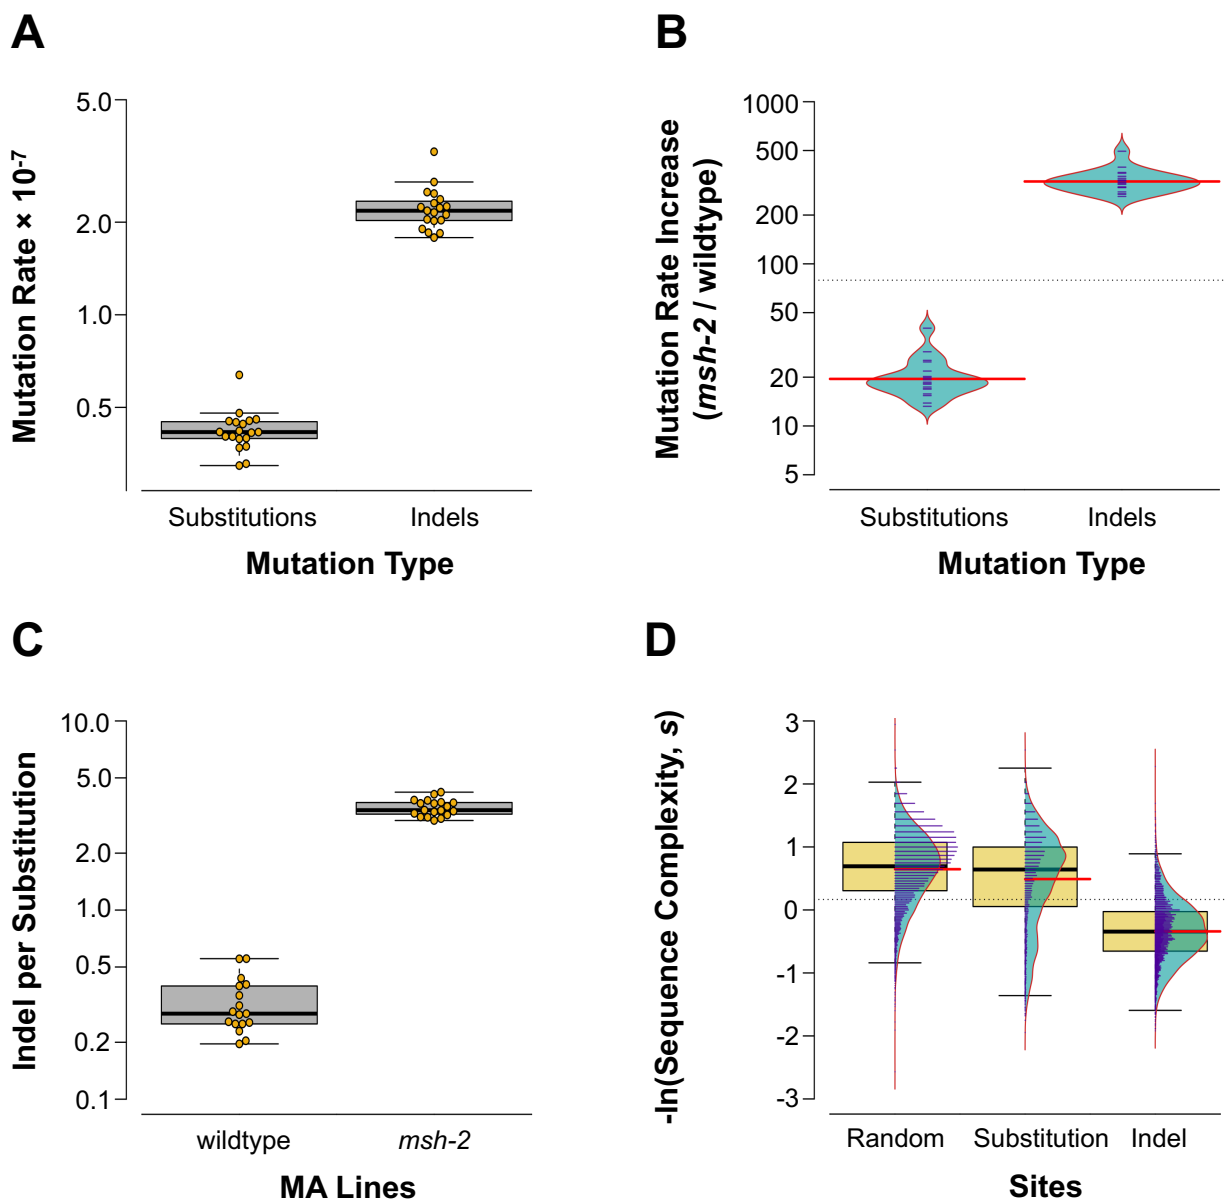 A
Mutation Rate × 10-7
5.0
2.0
1.0
0.5
Substitutions
Indels
Mutation Type
B
Mutation Rate Increase
(msh-2 / wildtype)
1000
500
200
100
50
20
10
5
Substitutions
Indels
Mutation Type
C
Indel per Substitution
10.0
5.0
2.0
1.0
0.5
0.2
0.1
wildtype
msh-2
MA Lines
D
-ln(Sequence Complexity, s)
3
2
1
0
-1
-2
-3
Random
Substitution
Indel
Sites